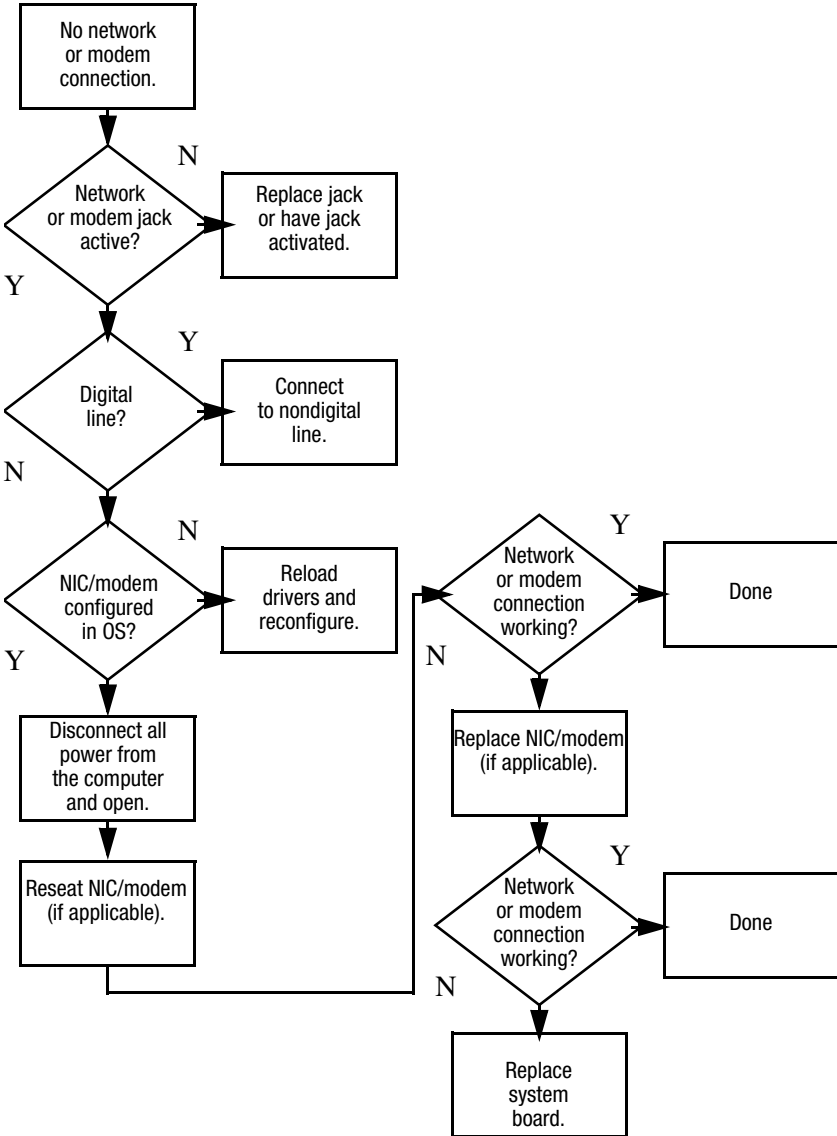 No network
or modem
connection.
N
Network
or modem jack
active?
Replace jack
or have jack
activated.
Y
Y
Digital
line?
Connect
to nondigital
line.
N
N
NIC/modem
configured
in OS?
Reload
drivers and
reconfigure.
Y
Disconnect all
power from
the computer
and open.
Reseat NIC/modem
(if applicable).
Y
Network
or modem
connection
working?
Done
N
Replace NIC/modem
(if applicable).
Y
Network
or modem
connection
working?
Done
N
Replace
system
board.